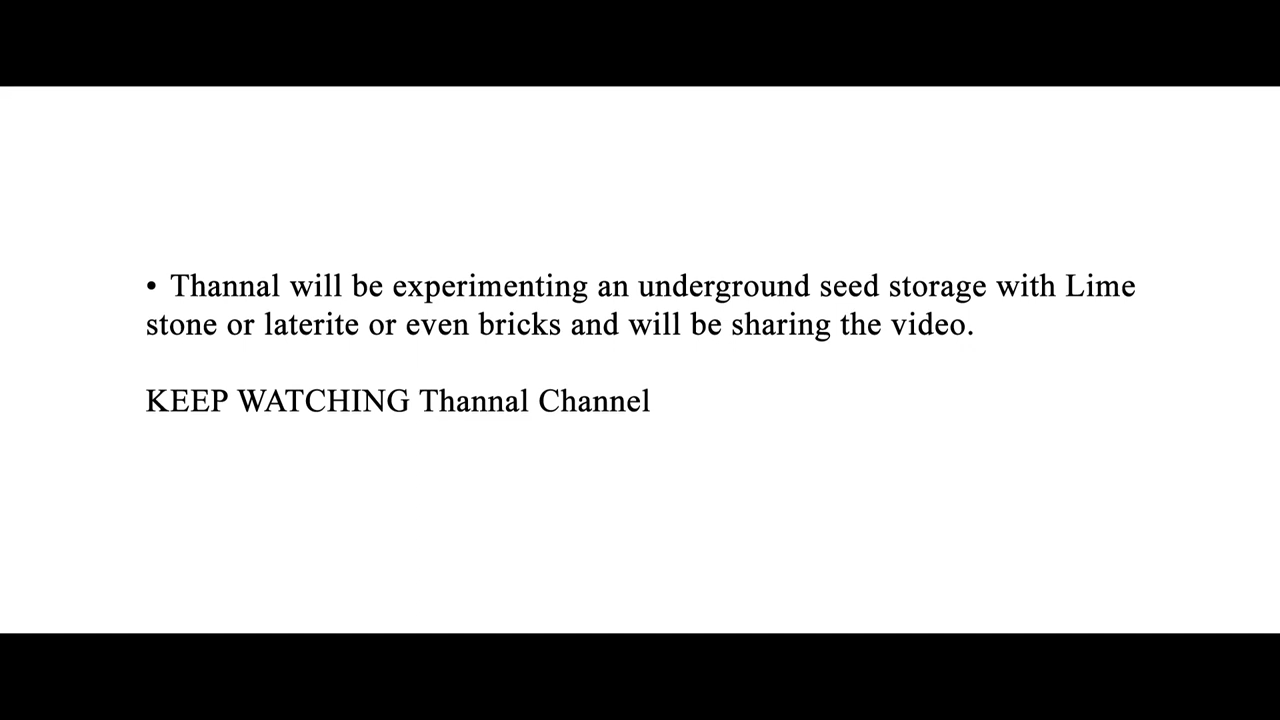 • Thannal will be experimenting an underground seed storage with Lime
stone or laterite or even bricks and will be sharing the video.
KEEP WATCHING Thannal Channel